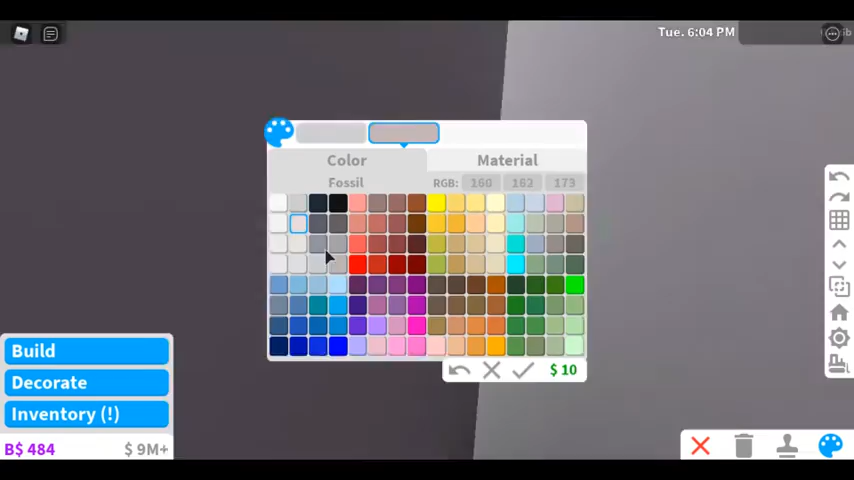 Tue. 6:04 PM
Color
Material
Fossil
RGB: 160 162 173
$ 10
Build
Decorate
Inventory (!)
B$ 484
$ 9M+